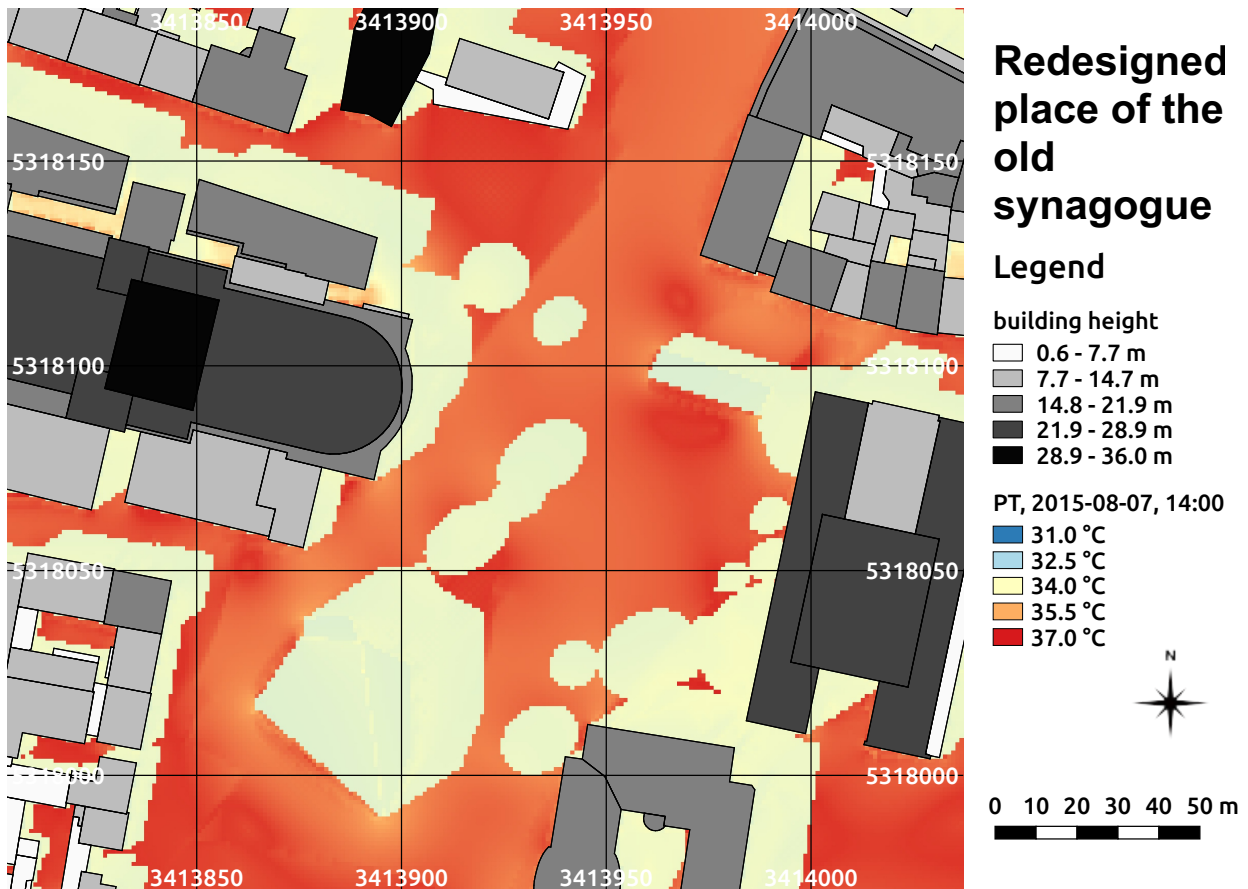 3413850 3413900 3413950 3414000
5318150 5318150
5318100 5318100
5318050 5318050
5318000 5318000
3413850 3413900 3413950 3414000
Redesigned
place of the
old
synagogue
Legend
building height
0.6 - 7.7 m
7.7 - 14.7 m
14.8 - 21.9 m
21.9 - 28.9 m
28.9 - 36.0 m
PT, 2015-08-07, 14:00
31.0 °C
32.5 °C
34.0 °C
35.5 °C
37.0 °C
N
0 10 20 30 40 50 m